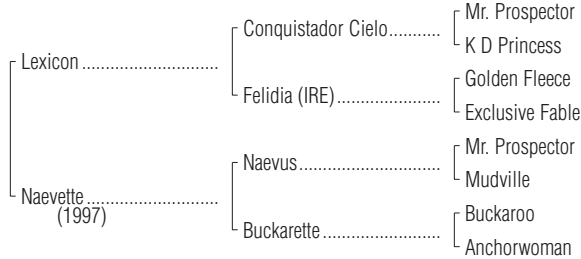 Mr. Prospector
Conquistador Cielo...........
K D Princess
Lexicon ..............................
Golden Fleece
Felidia (IRE)......................
Exclusive Fable
Mr. Prospector
Naevus..............................
Mudville
Naevette.............................
(1997)
Buckaroo
Buckarette.........................
Anchorwoman